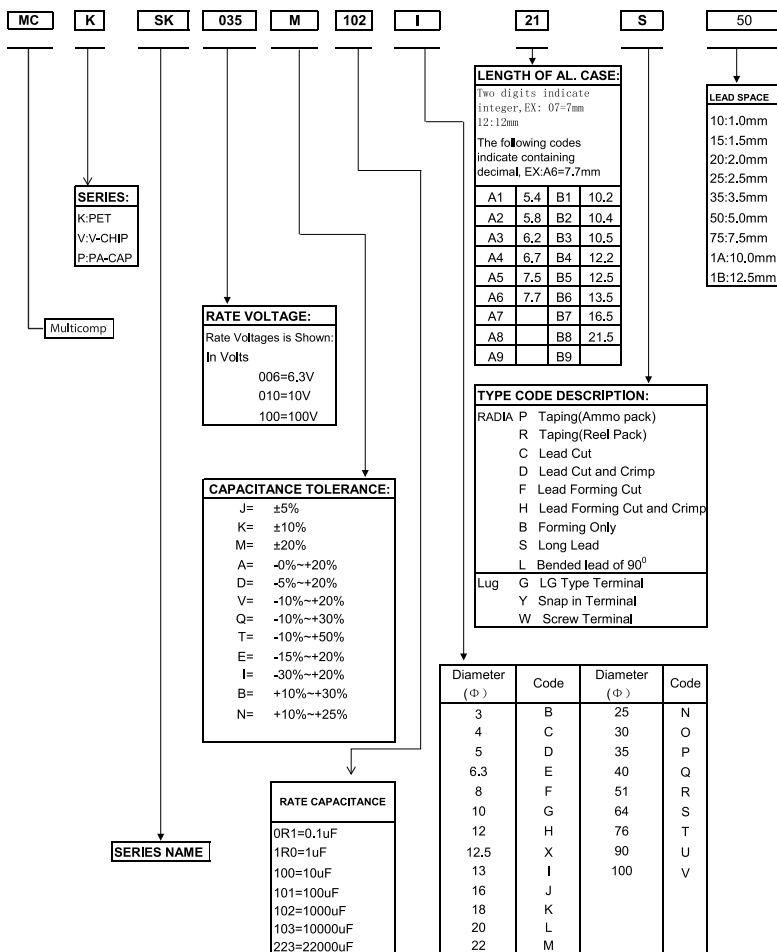 MC K SK 035 M 102 I 21 S 50
LENGTH OF AL. CASE:
Two digits indicate
integer,EX: 07=7mm
12:12mm
The following codes
indicate containing
decimal, EX:A6=7.7mm
A1 5.4 B1 10.2
A2 5.8 B2 10.4
A3 6.2 B3 10.5
A4 6.7 B4 12.2
A5 7.5 B5 12.5
A6 7.7 B6 13.5
A7 B7 16.5
A8 B8 21.5
A9 B9
LEAD SPACE
10:1.0mm
15:1.5mm
20:2.0mm
25:2.5mm
35:3.5mm
50:5.0mm
75:7.5mm
1A:10.0mm
1B:12.5mm
SERIES:
K:PET
V:V-CHIP
P:PA-CAP
Multicomp
RATE VOLTAGE:
Rate Voltages is Shown:
In Volts
006=6.3V
010=10V
100=100V
TYPE CODE DESCRIPTION:
RADIA P Taping(Ammo pack)
R Taping(Reel Pack)
C Lead Cut
D Lead Cut and Crimp
F Lead Forming Cut
H Lead Forming Cut and Crimp
B Forming Only
S Long Lead
L Bended lead of 90⁰
Lug G LG Type Terminal
Y Snap in Terminal
W Screw Terminal
CAPACITANCE TOLERANCE:
J= ±5%
K= ±10%
M= ±20%
A= -0%~+20%
D= -5%~+20%
V= -10%~+20%
Q= -10%~+30%
T= -10%~+50%
E= -15%~+20%
I= -30%~+20%
B= +10%~+30%
N= +10%~+25%
Diameter (Φ) Code Diameter (Φ) Code
3 B 25 N
4 C 30 O
5 D 35 P
6.3 E 40 Q
8 F 51 R
10 G 64 S
12 H 76 T
12.5 X 90 U
13 I 100 V
16 J
18 K
20 L
22 M
RATE CAPACITANCE
0R1=0.1uF
1R0=1uF
100=10uF
101=100uF
102=1000uF
103=10000uF
223=22000uF
SERIES NAME